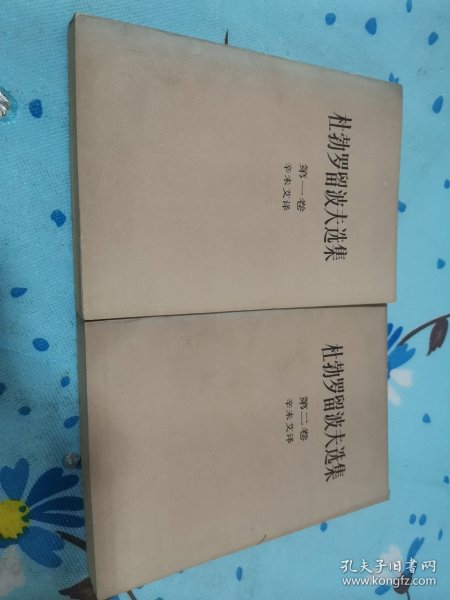 杜勃罗留波夫选集
第一卷
辛未艾译
杜勃罗留波夫选集
第二卷
辛未艾译
孔夫子旧书网
www.kongfz.com